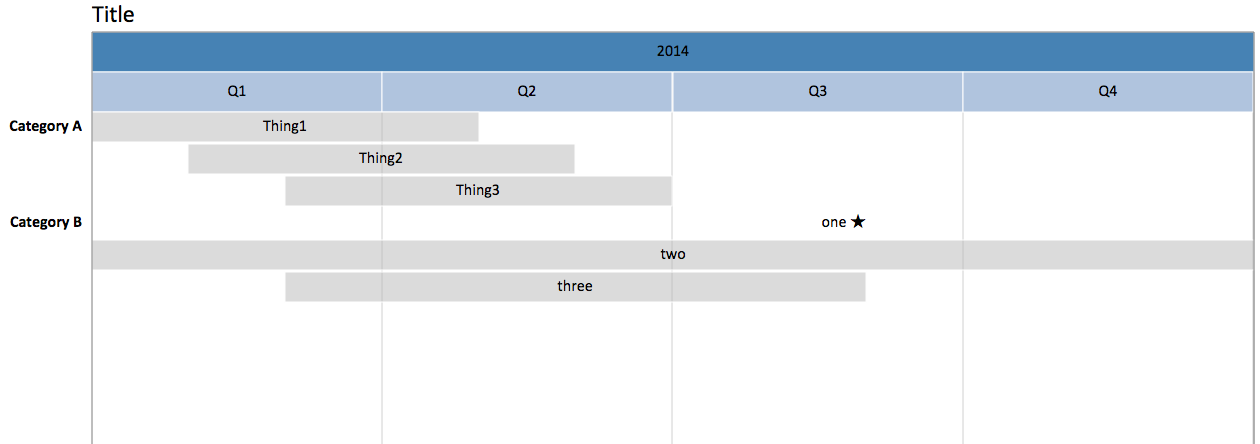 Title
2014
Q1 Q2 Q3 Q4
Category A Thing1
Thing2
Thing3
Category B one ★
two
three